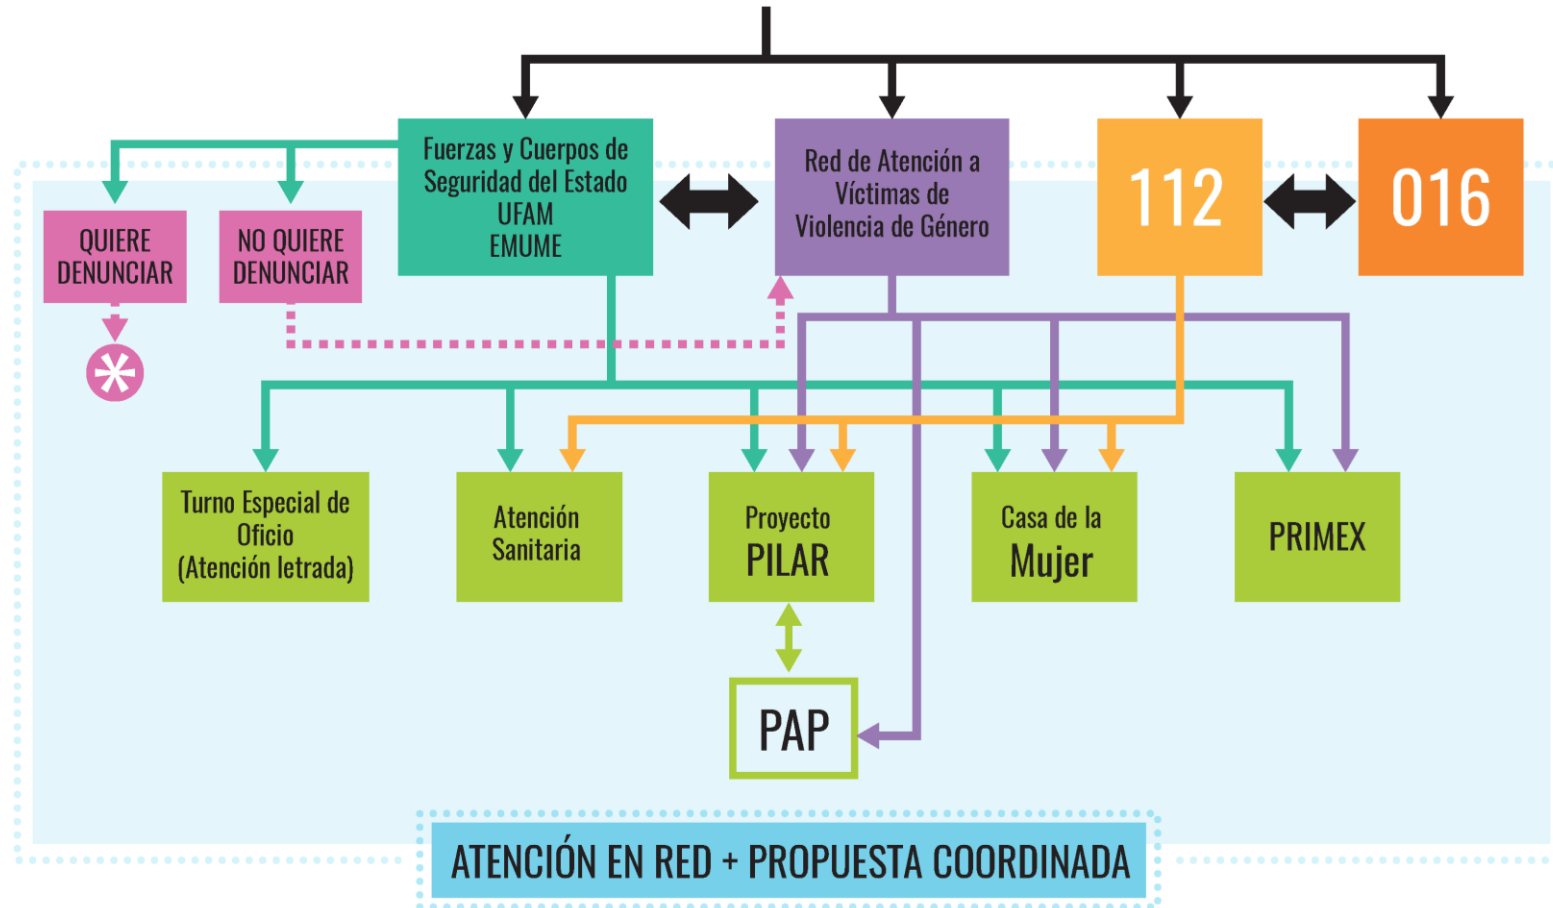 Fuerzas y Cuerpos de
Seguridad del Estado
UFAM
EMUME
Red de Atención a
Víctimas de
Violencia de Género
112
016
QUIERE
DENUNCIAR
NO QUIERE
DENUNCIAR
*
Turno Especial de
Oficio
(Atención letrada)
Atención
Sanitaria
Proyecto
PILAR
Casa de la
Mujer
PRIMEX
PAP
ATENCIÓN EN RED + PROPUESTA COORDINADA